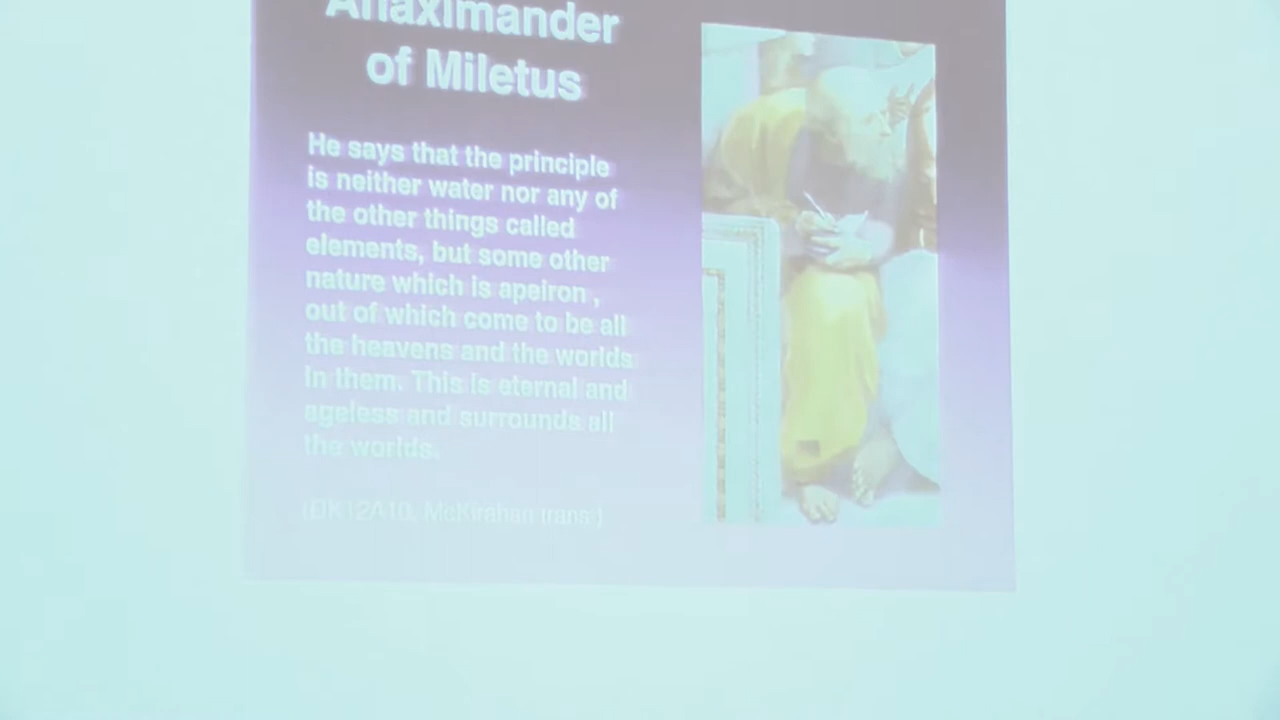 Anaximander
of Miletus
He says that the principle
is neither water nor any of
the other things called
elements, but some other
nature which is apeiron ,
out of which come to be all
the heavens and the worlds
in them. This is eternal and
ageless and surrounds all
the worlds.
(DK12A10, McKirahan trans.)